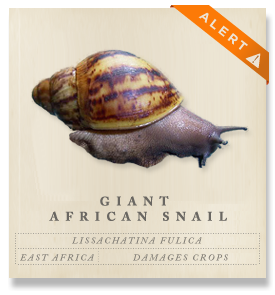 ALERT
GIANT
AFRICAN SNAIL
LISSACHATINA FULICA
EAST AFRICA DAMAGES CROPS